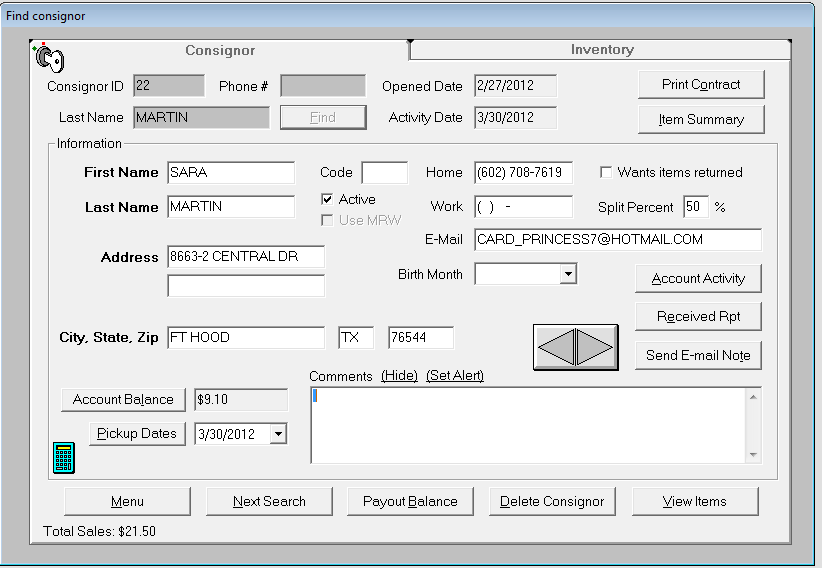 Find consignor
Consignor Inventory
Consignor ID 22 Phone # Opened Date 2/27/2012 Print Contract
Last Name MARTIN Find Activity Date 3/30/2012 Item Summary
Information
First Name SARA Code Home (602) 708-7619 Wants items returned
Active
Last Name MARTIN Work ( ) - Split Percent 50 %
Use MRW
E-Mail CARD_PRINCESS7@HOTMAIL.COM
Address 8663-2 CENTRAL DR
Birth Month Account Activity
Received Rpt
City, State, Zip FT HOOD TX 76544
Send E-mail Note
Comments (Hide) (Set Alert)
Account Balance $9.10
Pickup Dates 3/30/2012
Menu Next Search Payout Balance Delete Consignor View Items
Total Sales: $21.50